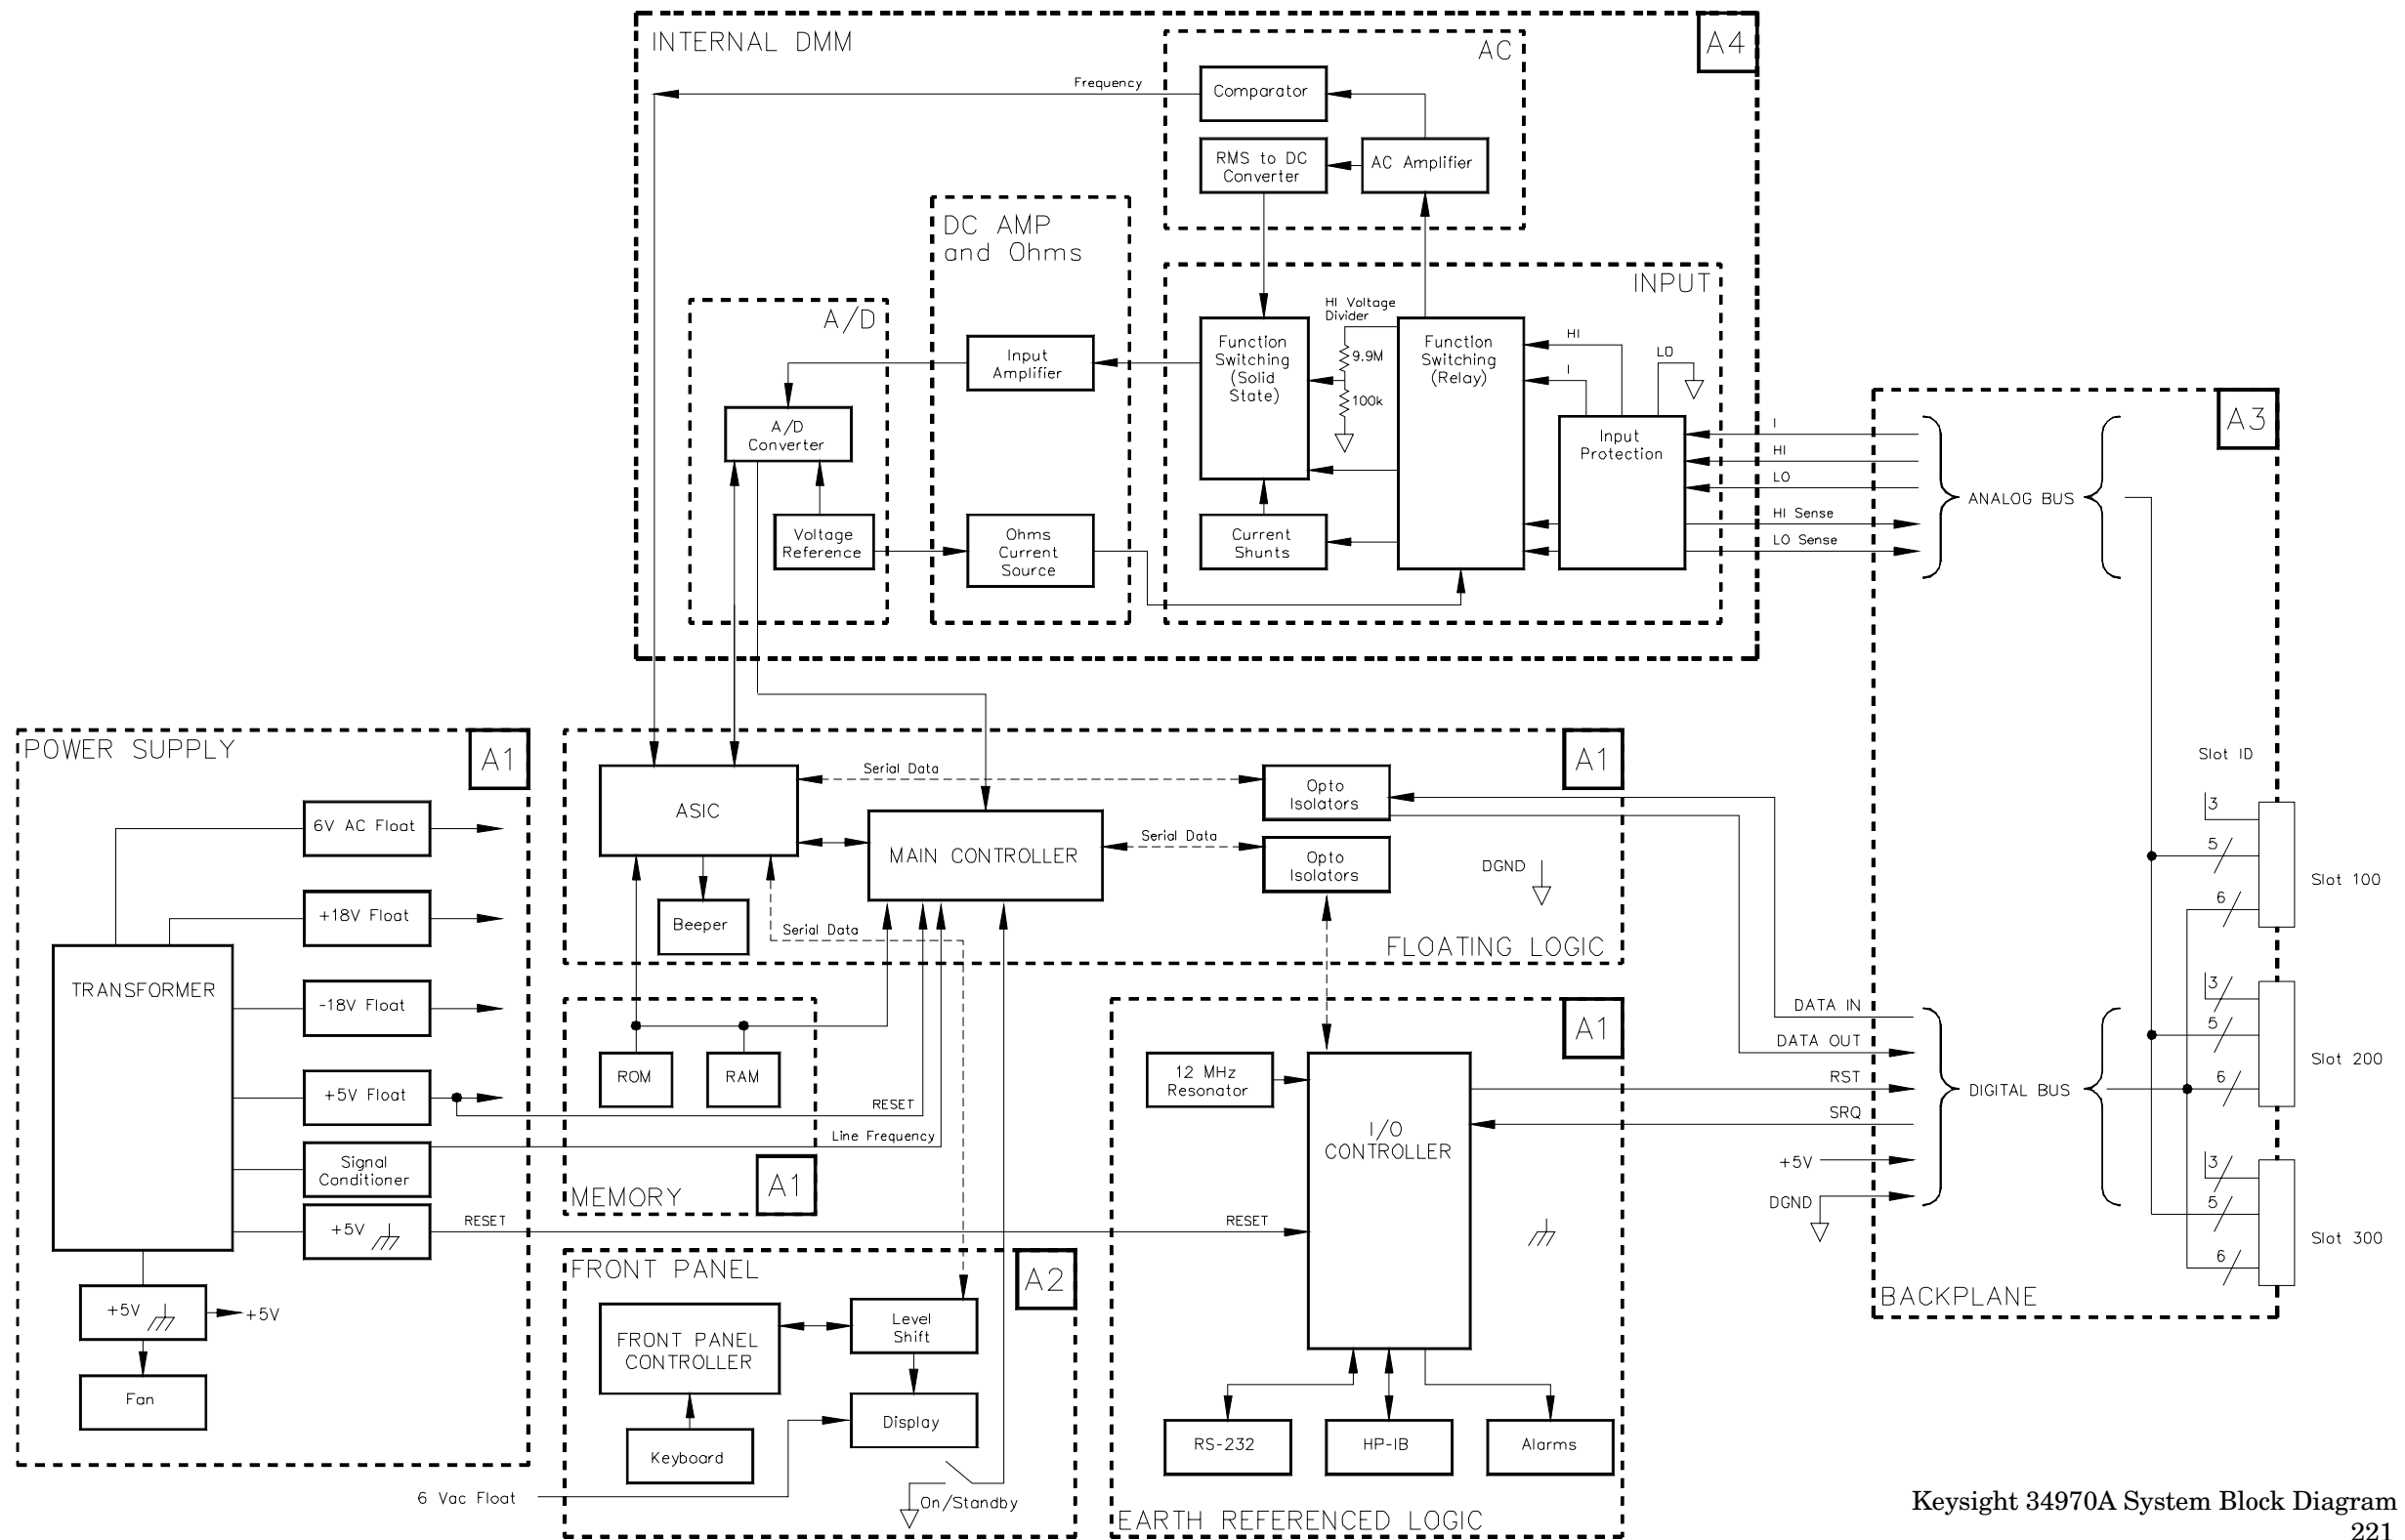 INTERNAL DMM
A4
AC
Frequency
Comparator
RMS to DC
Converter
AC Amplifier
DC AMP
and Ohms
INPUT
A/D
HI Voltage
Divider
Function
Switching
(Solid
State)
9.9M
100k
Function
Switching
(Relay)
HI
I
LO
Input
Amplifier
A/D
Converter
Input
Protection
Voltage
Reference
Ohms
Current
Source
Current
Shunts
I
HI
LO
HI Sense
LO Sense
ANALOG BUS
A3
POWER SUPPLY
A1
6V AC Float
+18V Float
TRANSFORMER
-18V Float
+5V Float
Signal
Conditioner
+5V
+5V
+5V
Fan
A1
Serial Data
ASIC
Opto
Isolators
MAIN CONTROLLER
Serial Data
Opto
Isolators
DGND
Beeper
Serial Data
FLOATING LOGIC
ROM
RAM
RESET
Line Frequency
MEMORY
A1
RESET
RESET
FRONT PANEL
A2
FRONT PANEL
CONTROLLER
Level
Shift
Display
Keyboard
6 Vac Float
On/Standby
A1
12 MHz
Resonator
I/O
CONTROLLER
RS-232
HP-IB
Alarms
EARTH REFERENCED LOGIC
DATA IN
DATA OUT
RST
SRQ
+5V
DGND
DIGITAL BUS
Slot ID
3
5
6
Slot 100
3
5
6
Slot 200
3
5
6
Slot 300
BACKPLANE
Keysight 34970A System Block Diagram
221